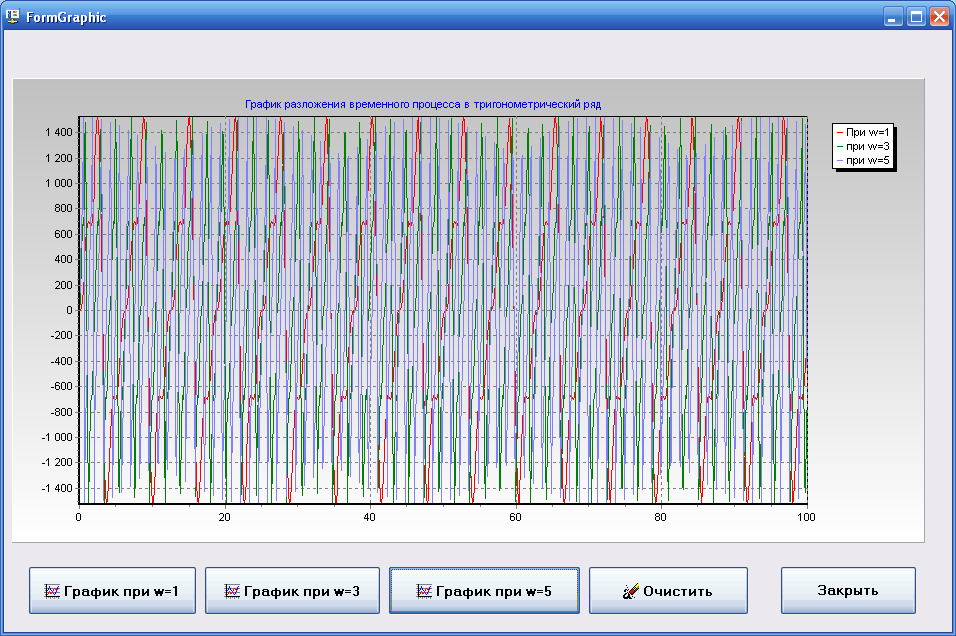 FormGraphic
График разложения временного процесса в тригонометрический ряд
При w=1
при w=3
при w=5
1 400
1 200
1 000
800
600
400
200
0
-200
-400
-600
-800
-1 000
-1 200
-1 400
0 20 40 60 80 100
График при w=1 График при w=3 График при w=5 Очистить Закрыть